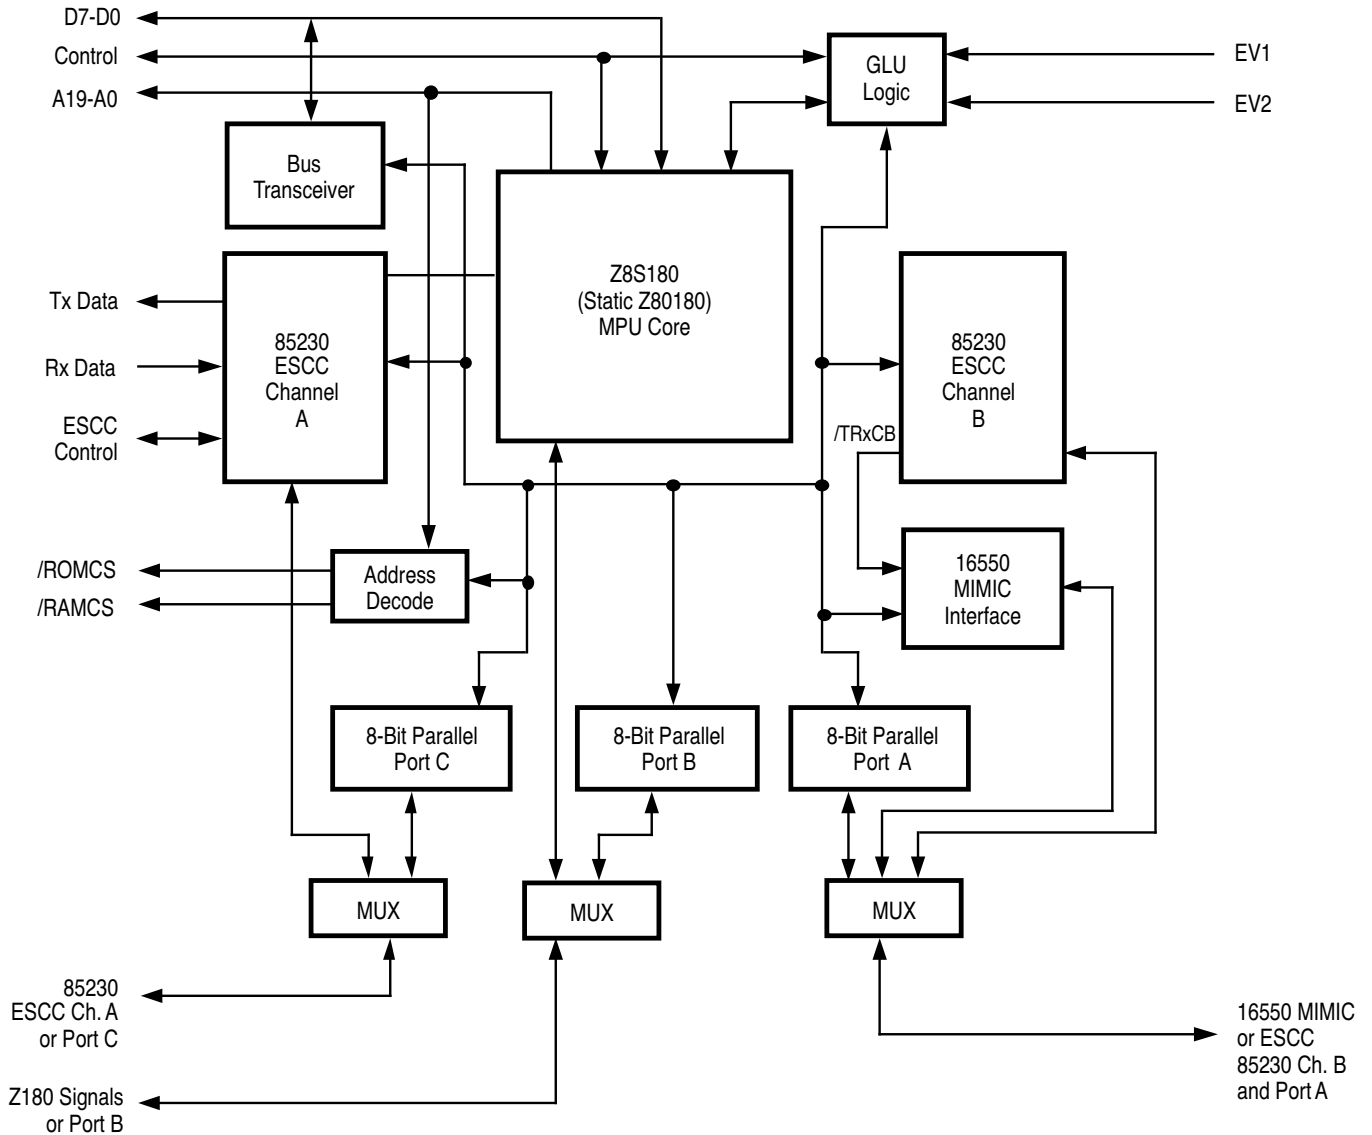 D7-D0
Control
A19-A0
GLU
Logic
EV1
EV2
Bus
Transceiver
Z8S180
(Static Z80180)
MPU Core
Tx Data
Rx Data
ESCC
Control
85230
ESCC
Channel
A
85230
ESCC
Channel
B
/TRxCB
/ROMCS
/RAMCS
Address
Decode
16550
MIMIC
Interface
8-Bit Parallel
Port C
8-Bit Parallel
Port B
8-Bit Parallel
Port A
MUX
MUX
MUX
85230
ESCC Ch. A
or Port C
16550 MIMIC
or ESCC
85230 Ch. B
and Port A
Z180 Signals
or Port B